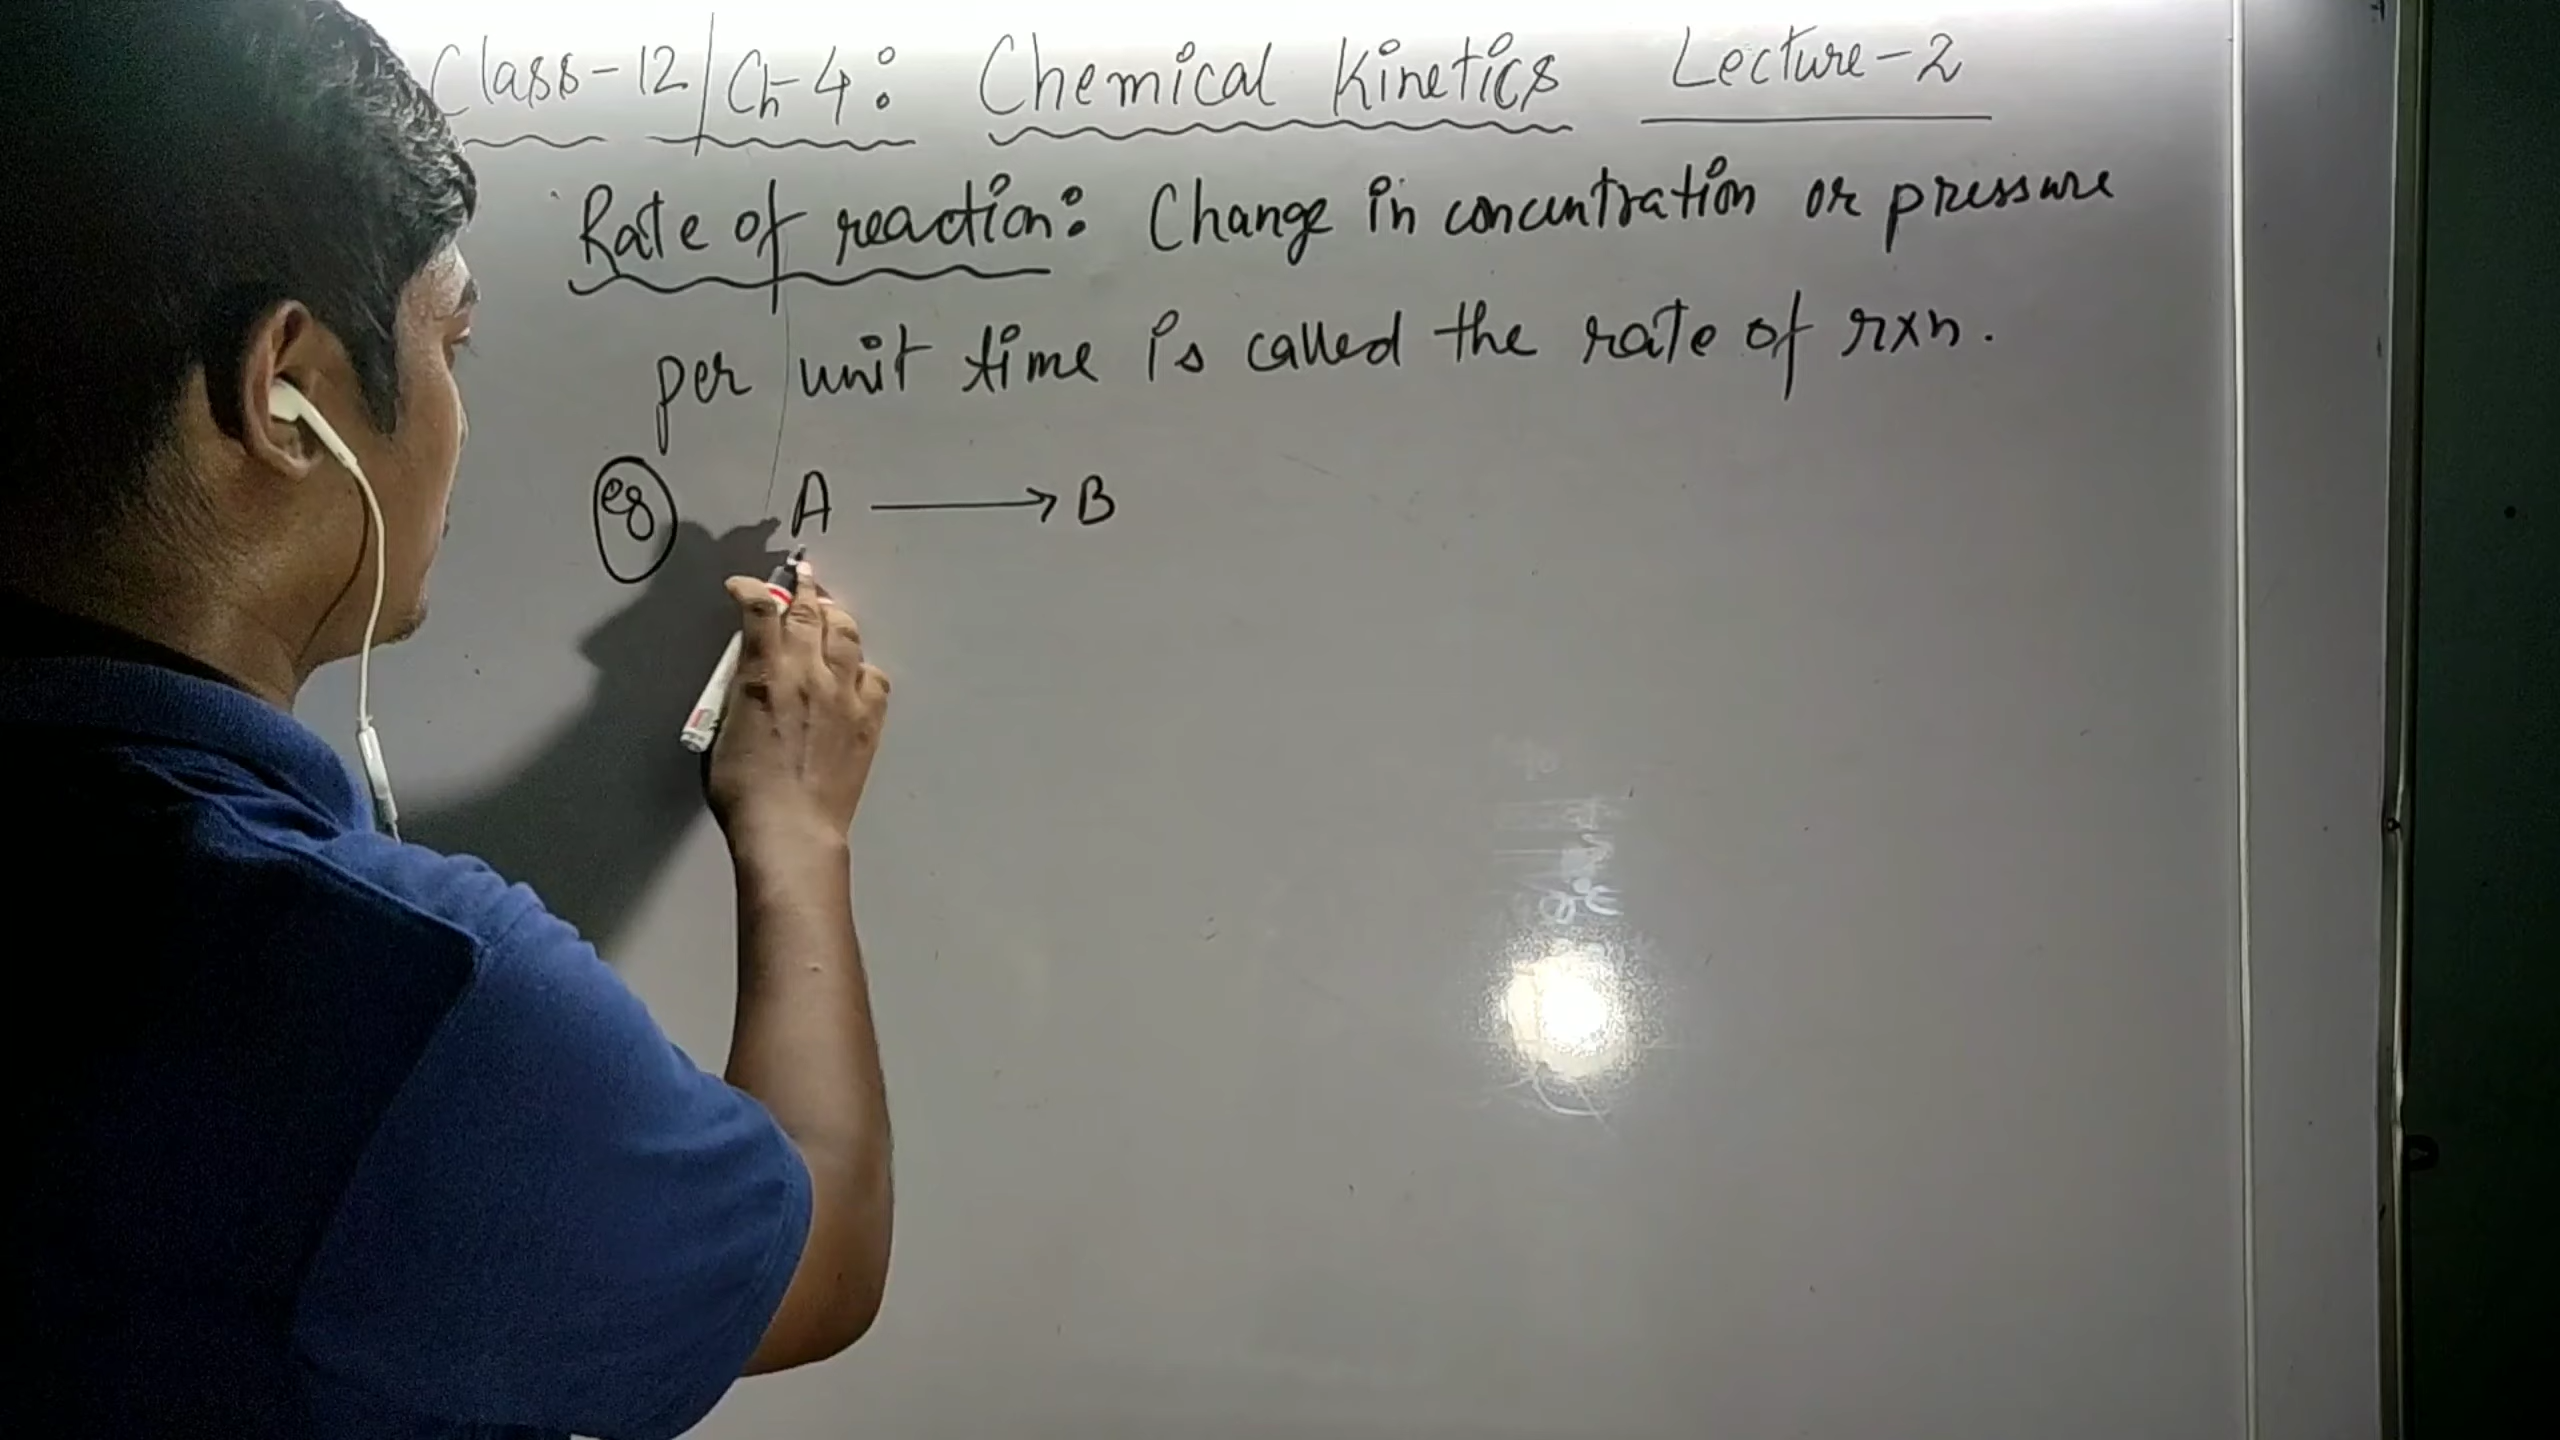 Class-12/Ch-4: Chemical Kinetics Lecture-2
Rate of reaction: Change in concentration or pressure
per unit time is called the rate of rxn.
eg A ⟶ B